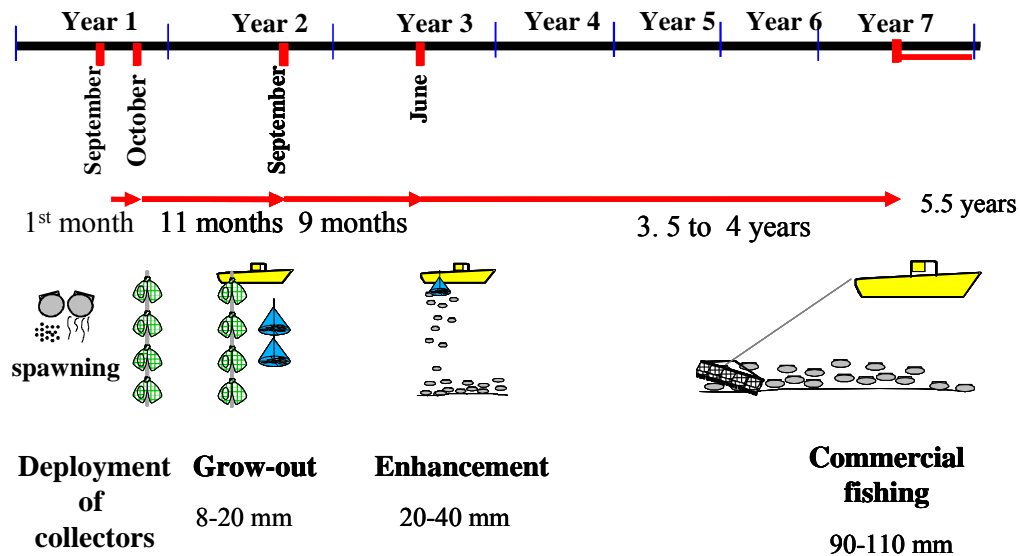 Year 1 Year 2 Year 3 Year 4 Year 5 Year 6 Year 7
September
October
September
June
1st month
11 months
9 months
3. 5 to 4 years
5.5 years
spawning
Deployment
of
collectors
Grow-out
8-20 mm
Enhancement
20-40 mm
Commercial
fishing
90-110 mm